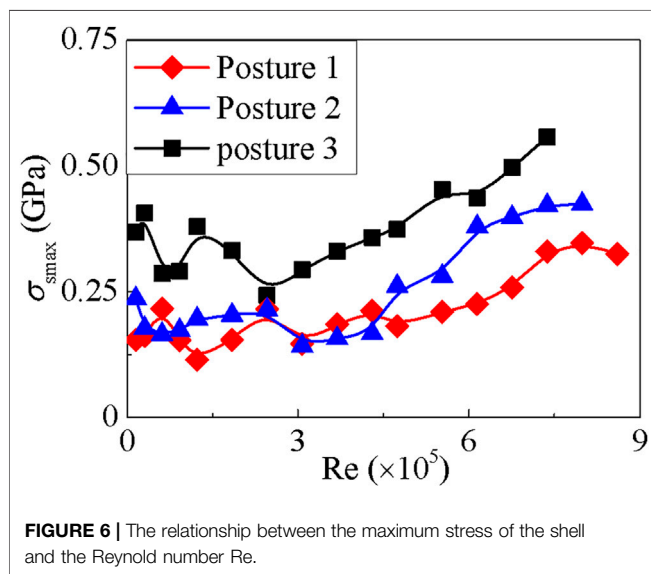 0.75
Posture 1
Posture 2
posture 3
0.50
σsmax (GPa)
0.25
0
0 3 6 9
Re (×10⁵)
FIGURE 6 | The relationship between the maximum stress of the shell
and the Reynold number Re.